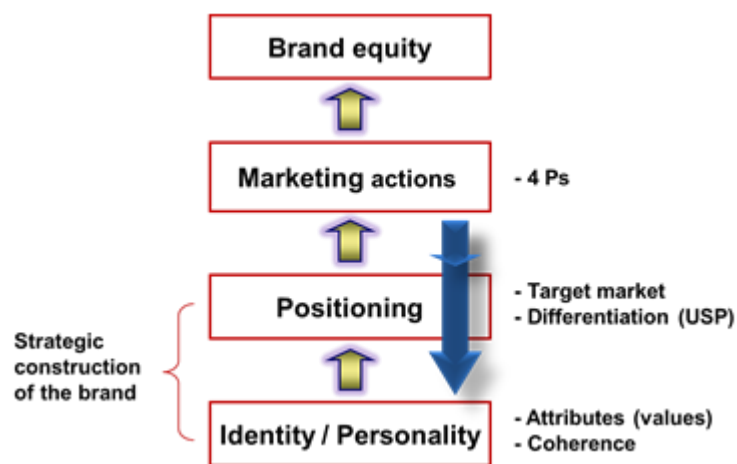 Brand equity
Marketing actions
- 4 Ps
Positioning
- Target market
- Differentiation (USP)
Strategic
construction
of the brand
Identity / Personality
- Attributes (values)
- Coherence